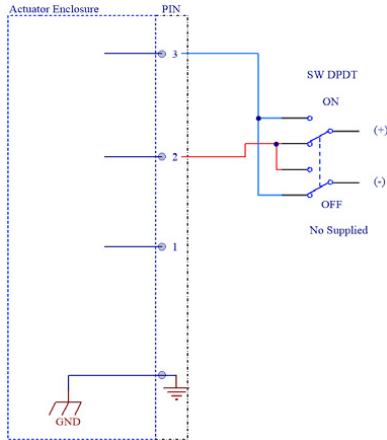 Actuator Enclosure PIN
3
SW DPDT
ON
(+)
2
(-)
OFF
No Supplied
1
GND